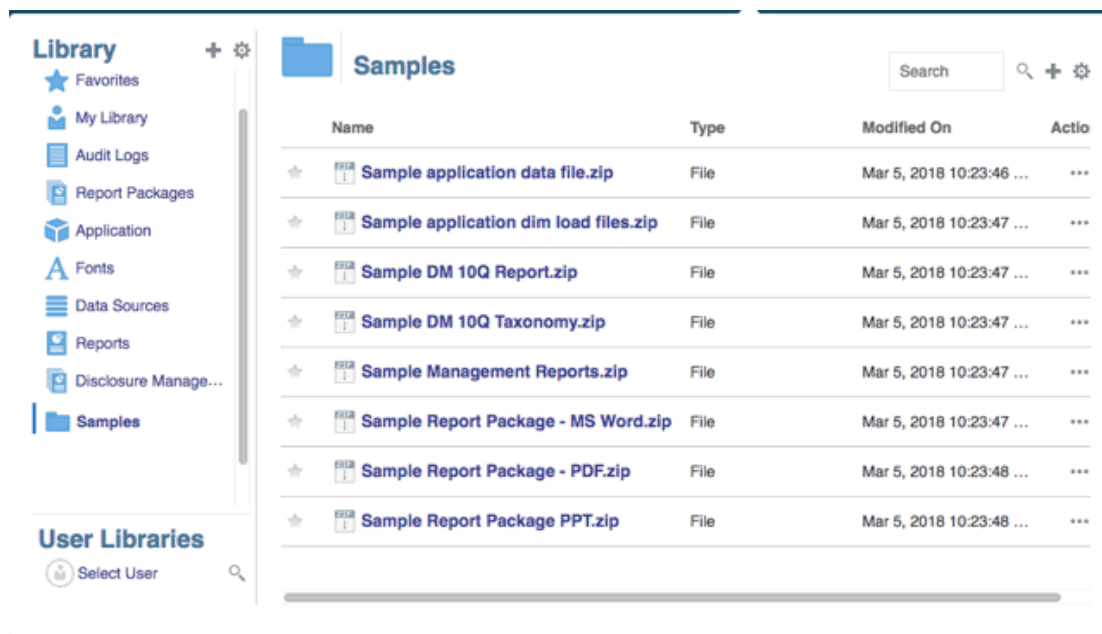 Library
Favorites
My Library
Audit Logs
Report Packages
Application
Fonts
Data Sources
Reports
Disclosure Manage...
Samples
User Libraries
Select User
Samples
Search
Name Type Modified On Actio
Sample application data file.zip File Mar 5, 2018 10:23:46 ...
Sample application dim load files.zip File Mar 5, 2018 10:23:47 ...
Sample DM 10Q Report.zip File Mar 5, 2018 10:23:47 ...
Sample DM 10Q Taxonomy.zip File Mar 5, 2018 10:23:47 ...
Sample Management Reports.zip File Mar 5, 2018 10:23:47 ...
Sample Report Package - MS Word.zip File Mar 5, 2018 10:23:47 ...
Sample Report Package - PDF.zip File Mar 5, 2018 10:23:48 ...
Sample Report Package PPT.zip File Mar 5, 2018 10:23:48 ...